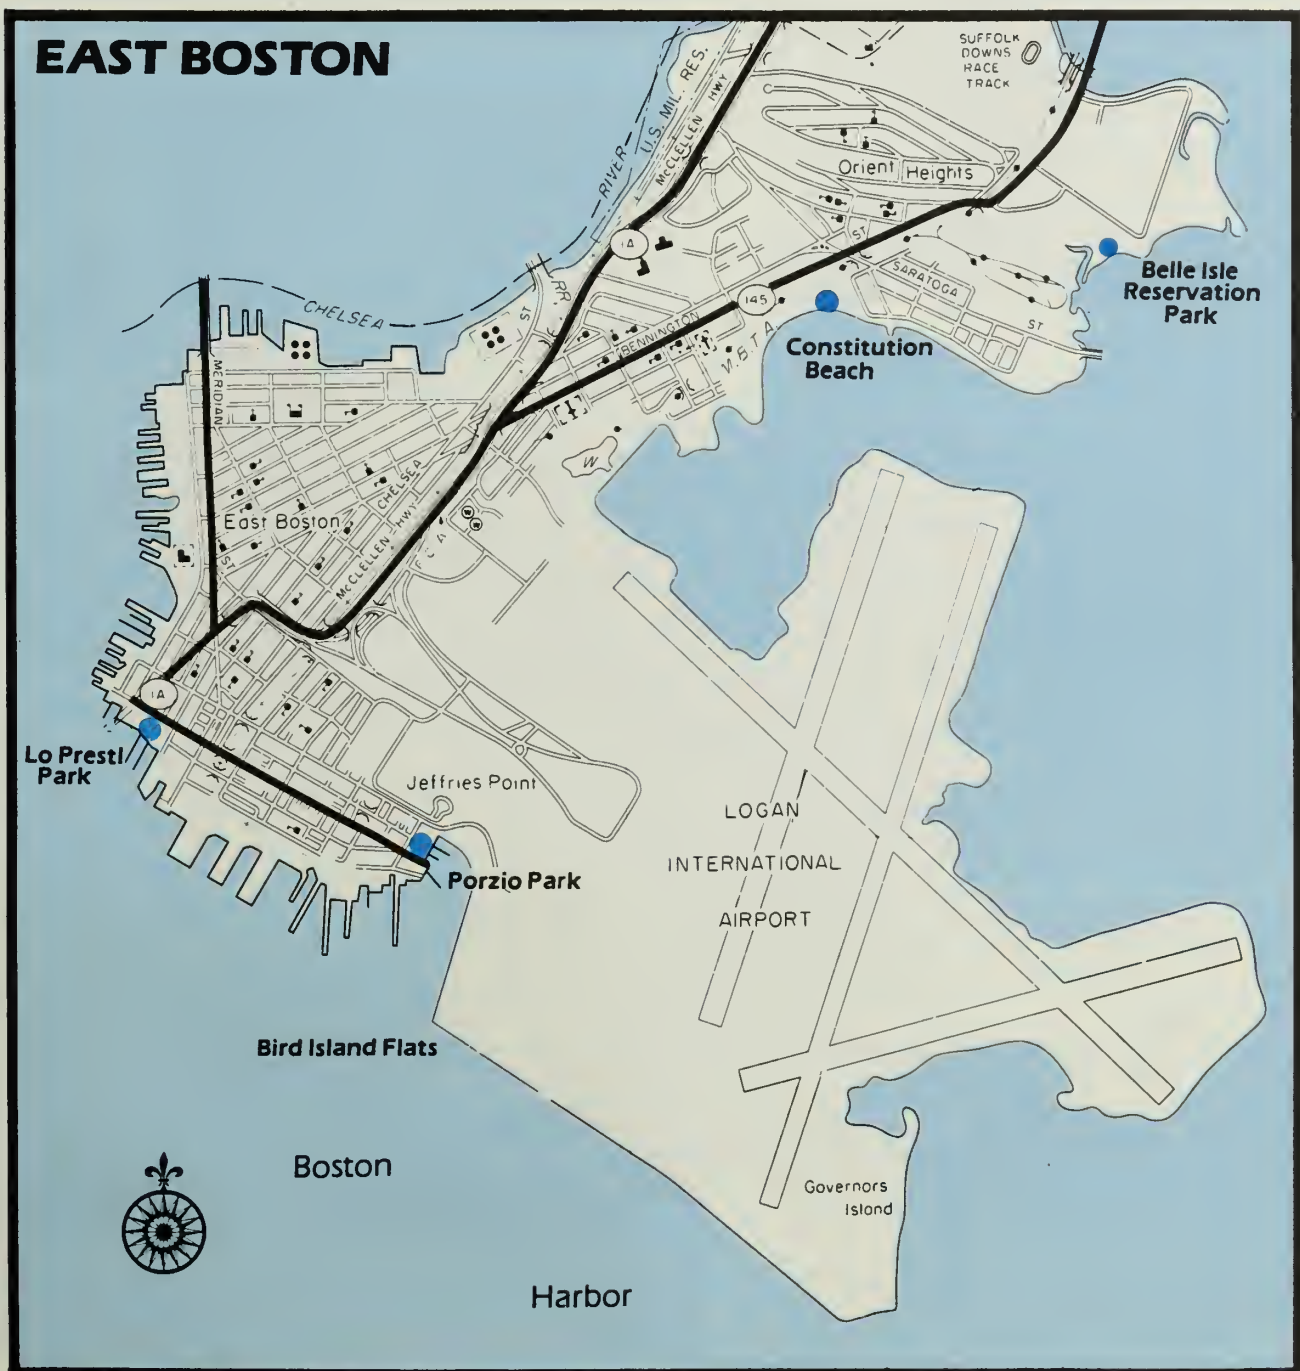 EAST BOSTON
SUFFOLK
DOWNS
RACE
TRACK
U.S. MIL. RES.
McCLELLEN HWY
RIVER
Orient Heights
1A
ST
SARATOGA
ST
Belle Isle
Reservation
Park
CHELSEA
RR
ST
145
BENNINGTON
M.B.T.A.
Constitution
Beach
MERIDIAN
ST
W
CHELSEA
East Boston
McCLELLEN HWY
1A
Lo Presti
Park
Jeffries Point
Porzio Park
LOGAN
INTERNATIONAL
AIRPORT
Bird Island Flats
Boston
Governors
Island
Harbor